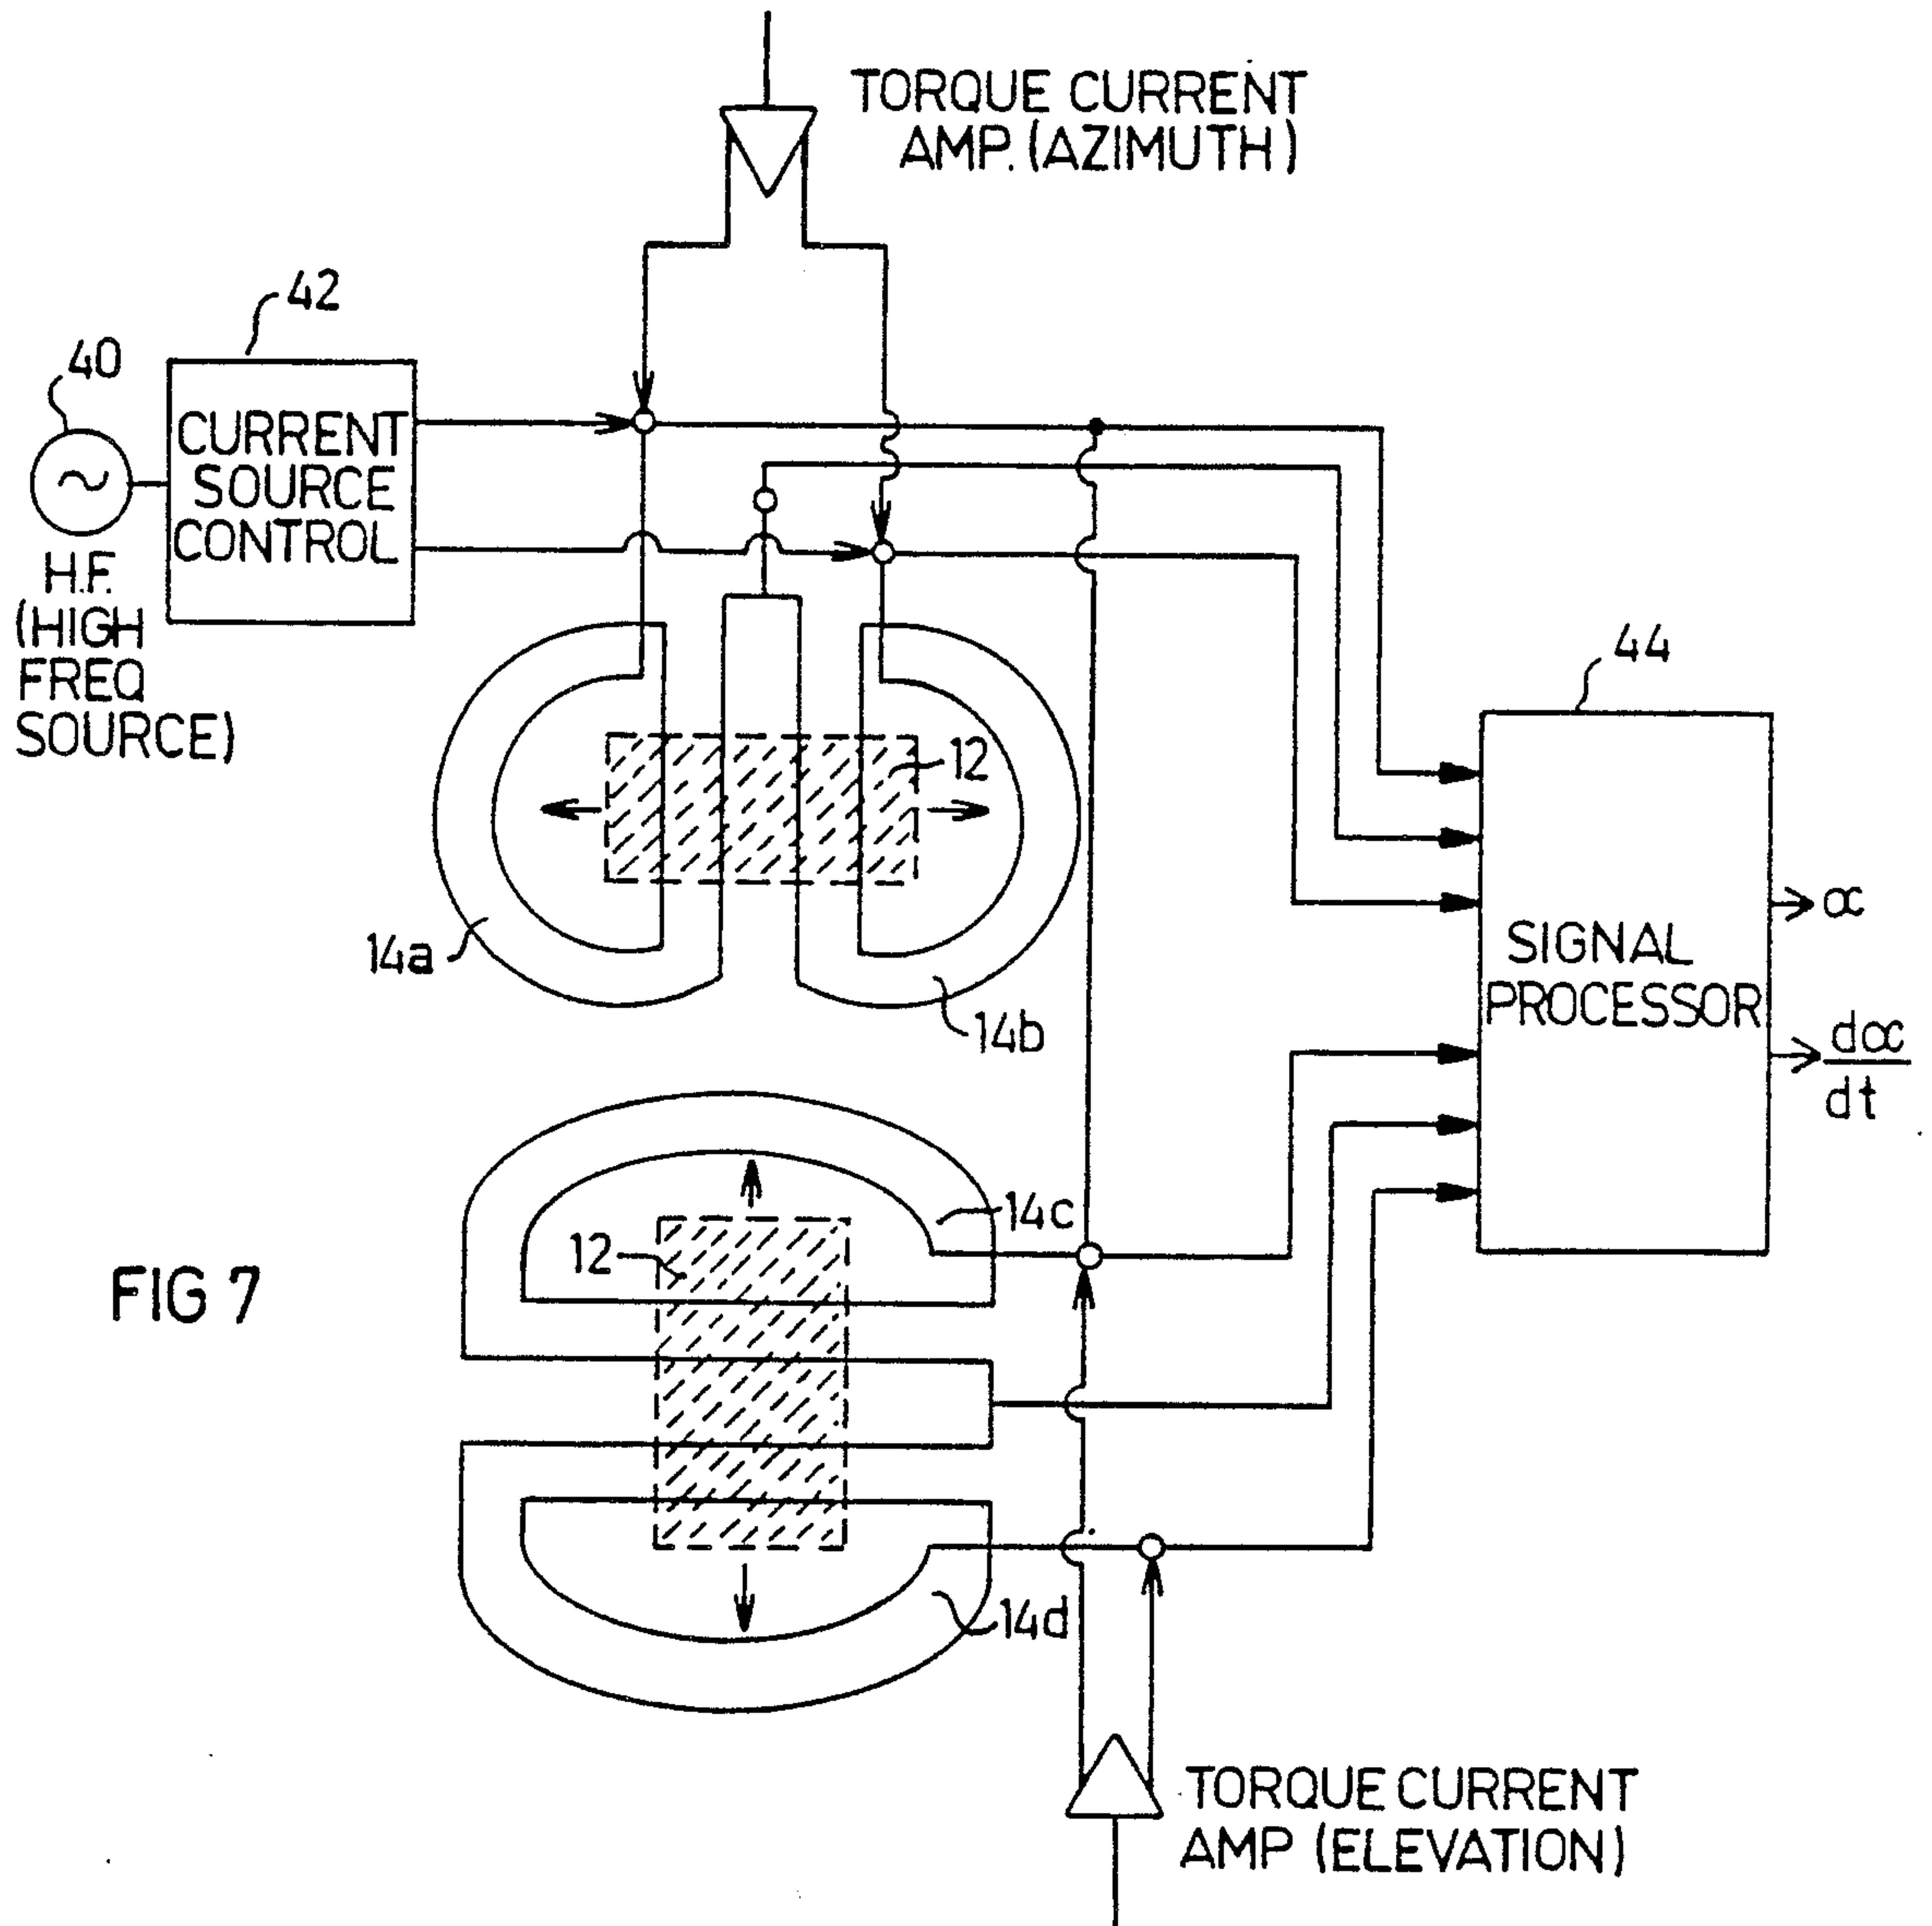 TORQUE CURRENT
AMP. (AZIMUTH)
42
40
CURRENT
SOURCE
CONTROL
~
H.F.
(HIGH
FREQ
SOURCE)
44
12
14a
14b
SIGNAL
PROCESSOR
α
dα
dt
14c
12
FIG 7
14d
TORQUE CURRENT
AMP (ELEVATION)